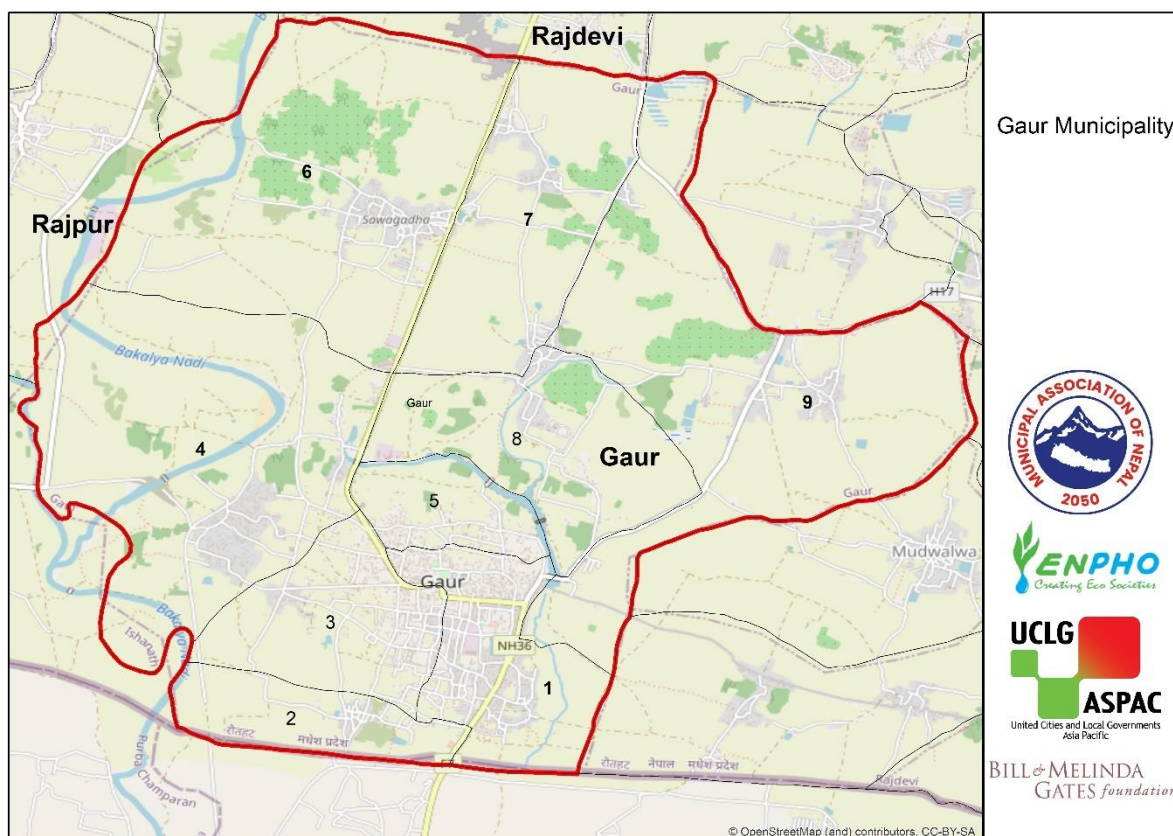 Rajdevi
Gaur
Gaur Municipality
6
Rajpur
Sawagadha
7
H17
Bakalya Nadi
Gaur
9
4
8
Gaur
Gaur
5
Mudwalwa
Gaur
3
NH36
Ishanath
1
2
रौतहट मधेश प्रदेश
रौतहट नेपाल मधेश प्रदेश
Purba Champaran
Rajdevi
© OpenStreetMap (and) contributors, CC-BY-SA
MUNICIPAL ASSOCIATION OF NEPAL
2050
ENPHO
Creating Eco Societies
UCLG
ASPAC
United Cities and Local Governments
Asia Pacific
BILL & MELINDA
GATES foundation